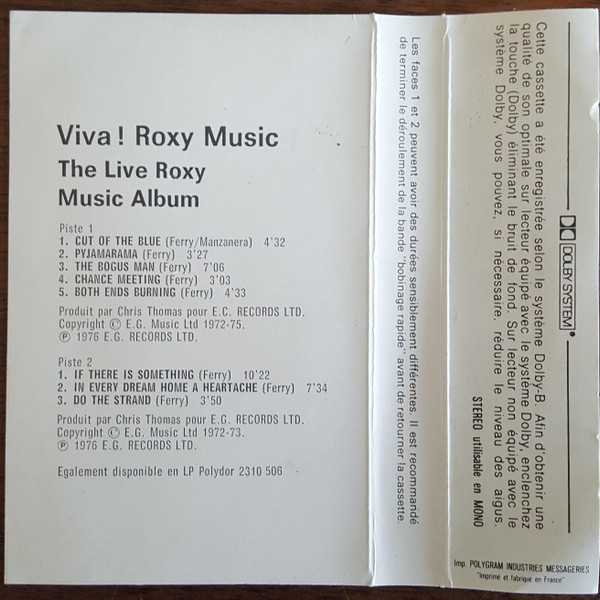 Viva! Roxy Music
The Live Roxy
Music Album
Piste 1
1. CUT OF THE BLUE (Ferry/Manzanera) 4'32
2. PYJAMARAMA (Ferry) 3'27
3. THE BOGUS MAN (Ferry) 7'06
4. CHANCE MEETING (Ferry) 3'03
5. BOTH ENDS BURNING (Ferry) 4'33
Produit par Chris Thomas pour E.C. RECORDS LTD.
Copyright © E.G. Music Ltd 1972-75.
℗ 1976 E.G. RECORDS LTD.
Piste 2
1. IF THERE IS SOMETHING (Ferry) 10'22
2. IN EVERY DREAM HOME A HEARTACHE (Ferry) 7'34
3. DO THE STRAND (Ferry) 3'50
Produit par Chris Thomas pour E.G. RECORDS LTD.
Copyright © E.G. Music Ltd 1972-73.
℗ 1976 E.G. RECORDS LTD.
Egalement disponible en LP Polydor 2310 506
Les faces 1 et 2 peuvent avoir des durées sensiblement différentes. Il est recommandé
de terminer le déroulement de la bande "bobinage rapide" avant de retourner la cassette.
DOLBY SYSTEM
Cette cassette a été enregistrée selon le système Dolby-B. Afin d'obtenir une
qualité de son optimale sur lecteur équipé avec le système Dolby, enclenchez
la touche (Dolby) éliminant le bruit de fond. Sur lecteur non équipé avec le
système Dolby, vous pouvez, si nécessaire, réduire le niveau des aigus.
STEREO utilisable en MONO
Imp. POLYGRAM INDUSTRIES MESSAGERIES
"Imprimé et fabriqué en France"